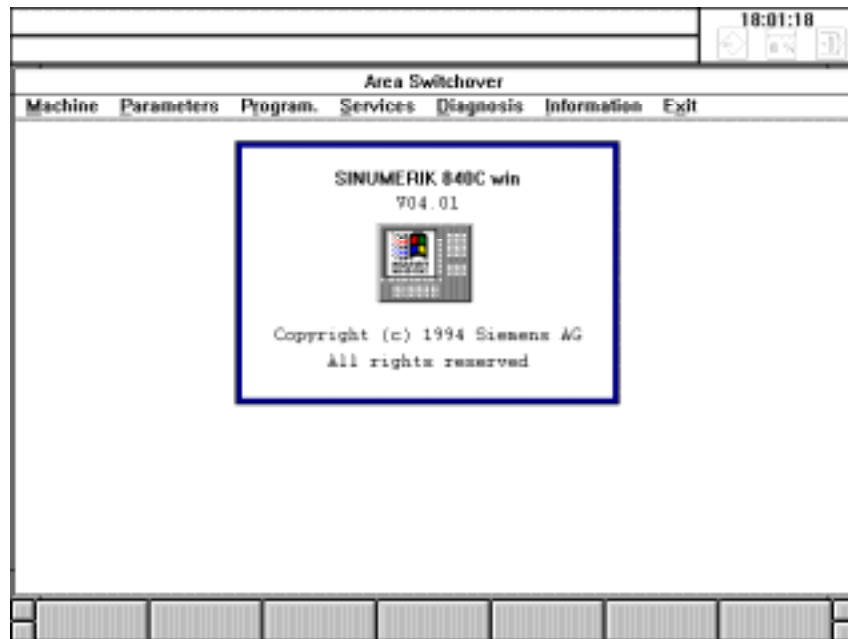 18:01:18
Area Switchover
Machine Parameters Program. Services Diagnosis Information Exit
SINUMERIK 840C win
V04.01
Copyright (c) 1994 Siemens AG
All rights reserved